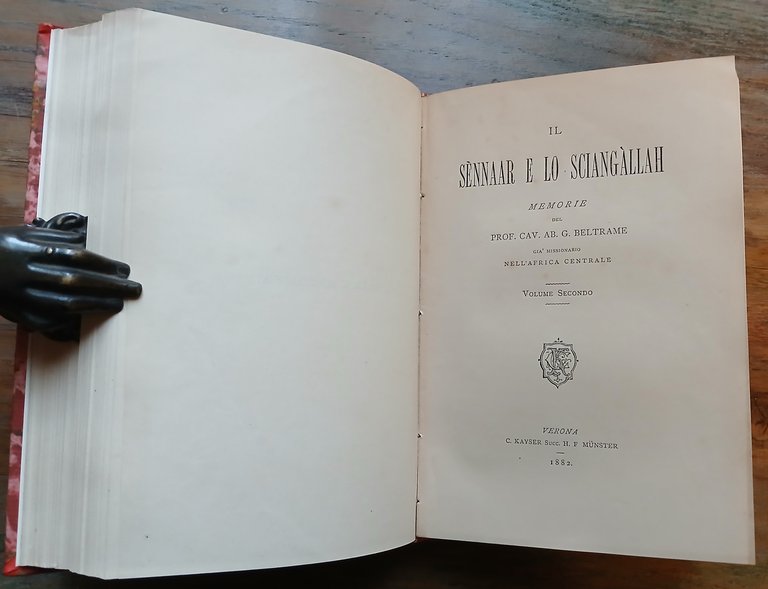 IL
SÈNNAAR E LO SCIANGÀLLAH
MEMORIE
DEL
PROF. CAV. AB. G. BELTRAME
GIA' MISSIONARIO
NELL'AFRICA CENTRALE
VOLUME SECONDO
VERONA
C. KAYSER SUCC. H. F MÜNSTER
1882.